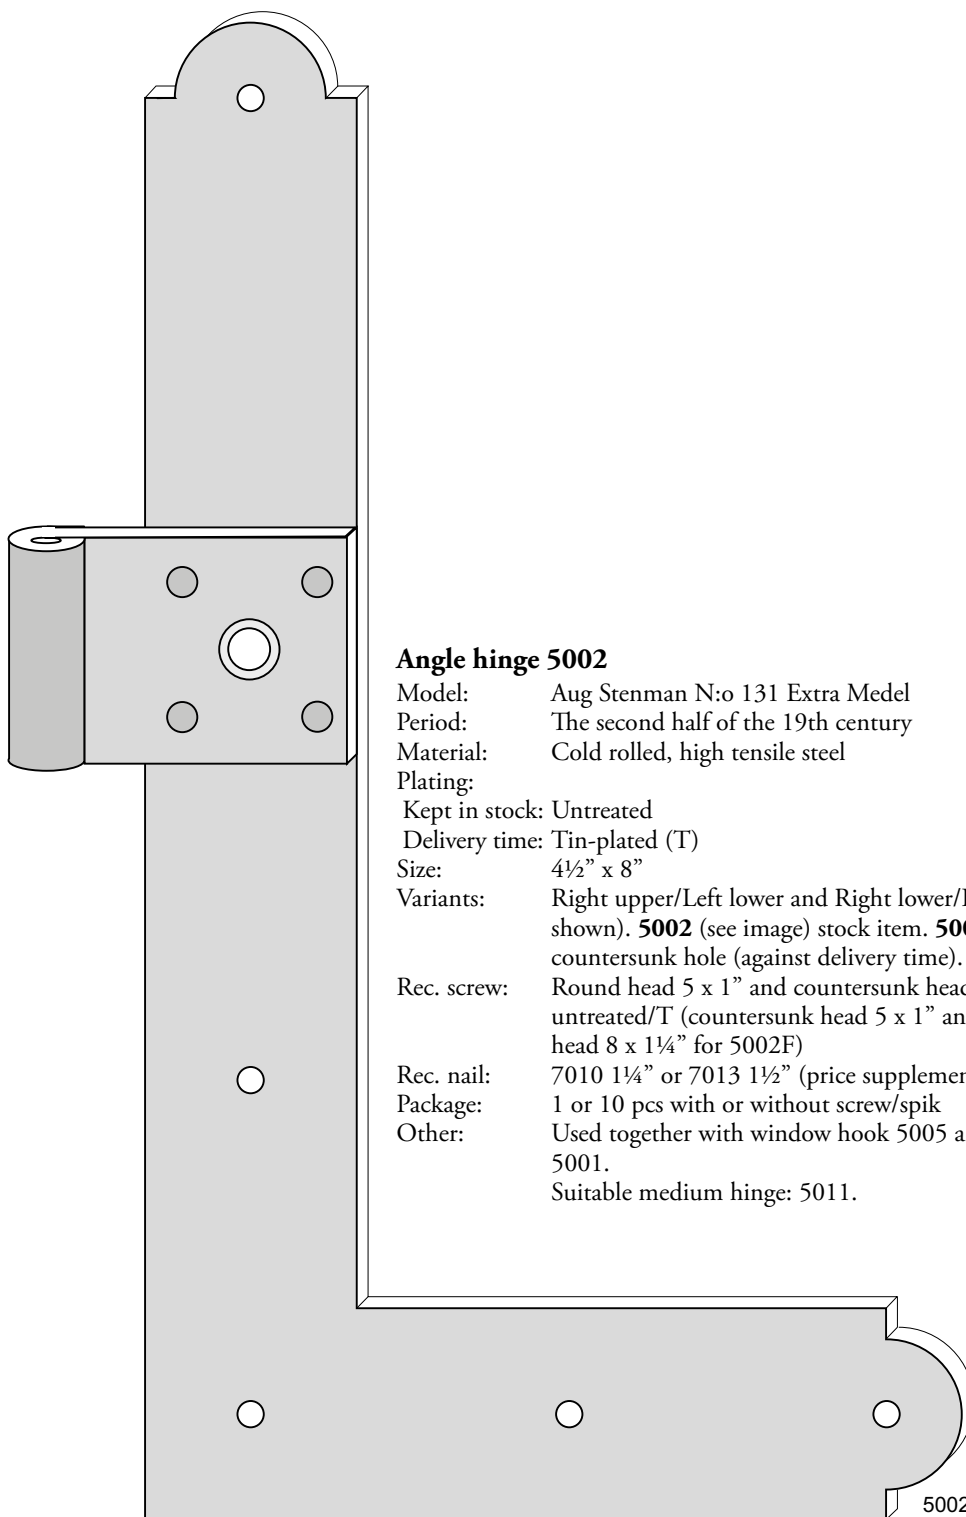 Angle hinge 5002
Model: Aug Stenman N:o 131 Extra Medel
Period: The second half of the 19th century
Material: Cold rolled, high tensile steel
Plating:
Kept in stock: Untreated
Delivery time: Tin-plated (T)
Size: 4½” x 8”
Variants: Right upper/Left lower and Right lower/
shown). 5002 (see image) stock item.
countersunk hole (against delivery time).
Rec. screw: Round head 5 x 1” and countersunk head
untreated/T (countersunk head 5 x 1” an
head 8 x 1¼” for 5002F)
Rec. nail: 7010 1¼” or 7013 1½” (price supplemen
Package: 1 or 10 pcs with or without screw/spik
Other: Used together with window hook 5005 a
5001.
Suitable medium hinge: 5011.
5002